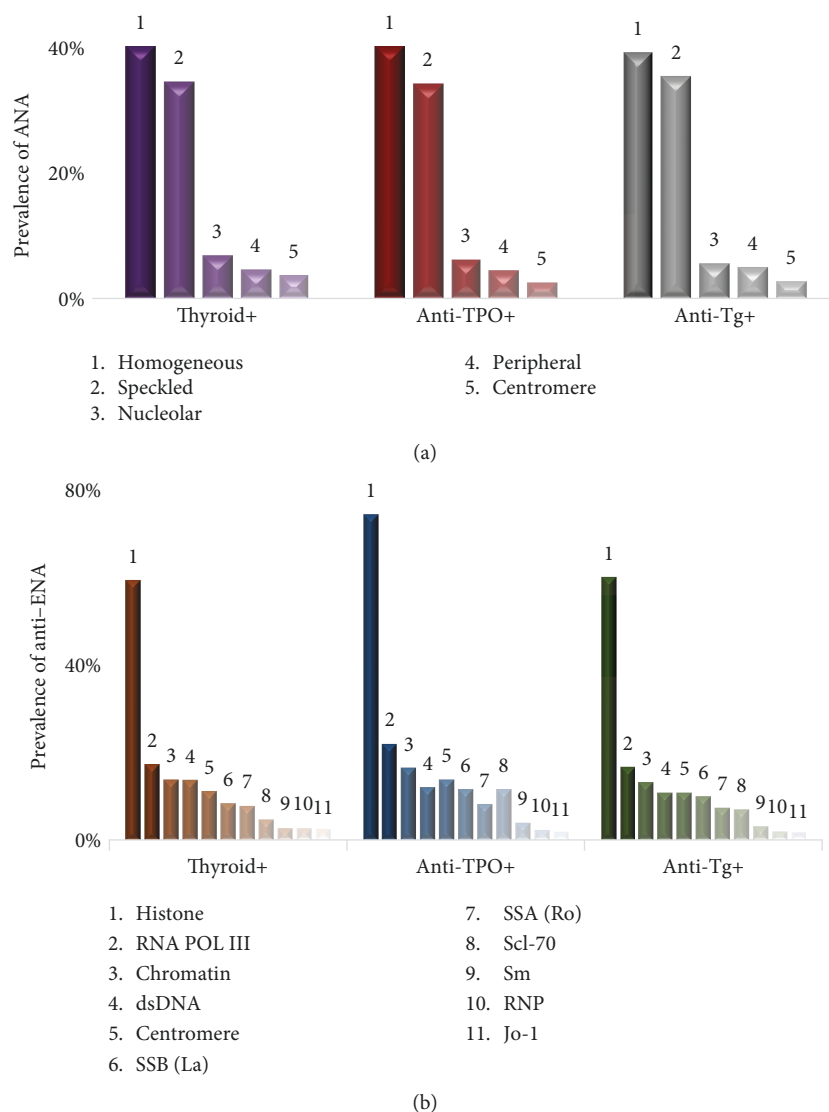 Prevalence of ANA
40%
20%
0%
1
2
3
4
5
1
2
3
4
5
1
2
3
4
5
Thyroid+
Anti-TPO+
Anti-Tg+
1. Homogeneous
2. Speckled
3. Nucleolar
4. Peripheral
5. Centromere
(a)
Prevalence of anti–ENA
80%
40%
0%
1
2
3
4
5
6
7
8
9
10
11
1
2
3
4
5
6
7
8
9
10
11
1
2
3
4
5
6
7
8
9
10
11
Thyroid+
Anti-TPO+
Anti-Tg+
1. Histone
2. RNA POL III
3. Chromatin
4. dsDNA
5. Centromere
6. SSB (La)
7. SSA (Ro)
8. Scl-70
9. Sm
10. RNP
11. Jo-1
(b)